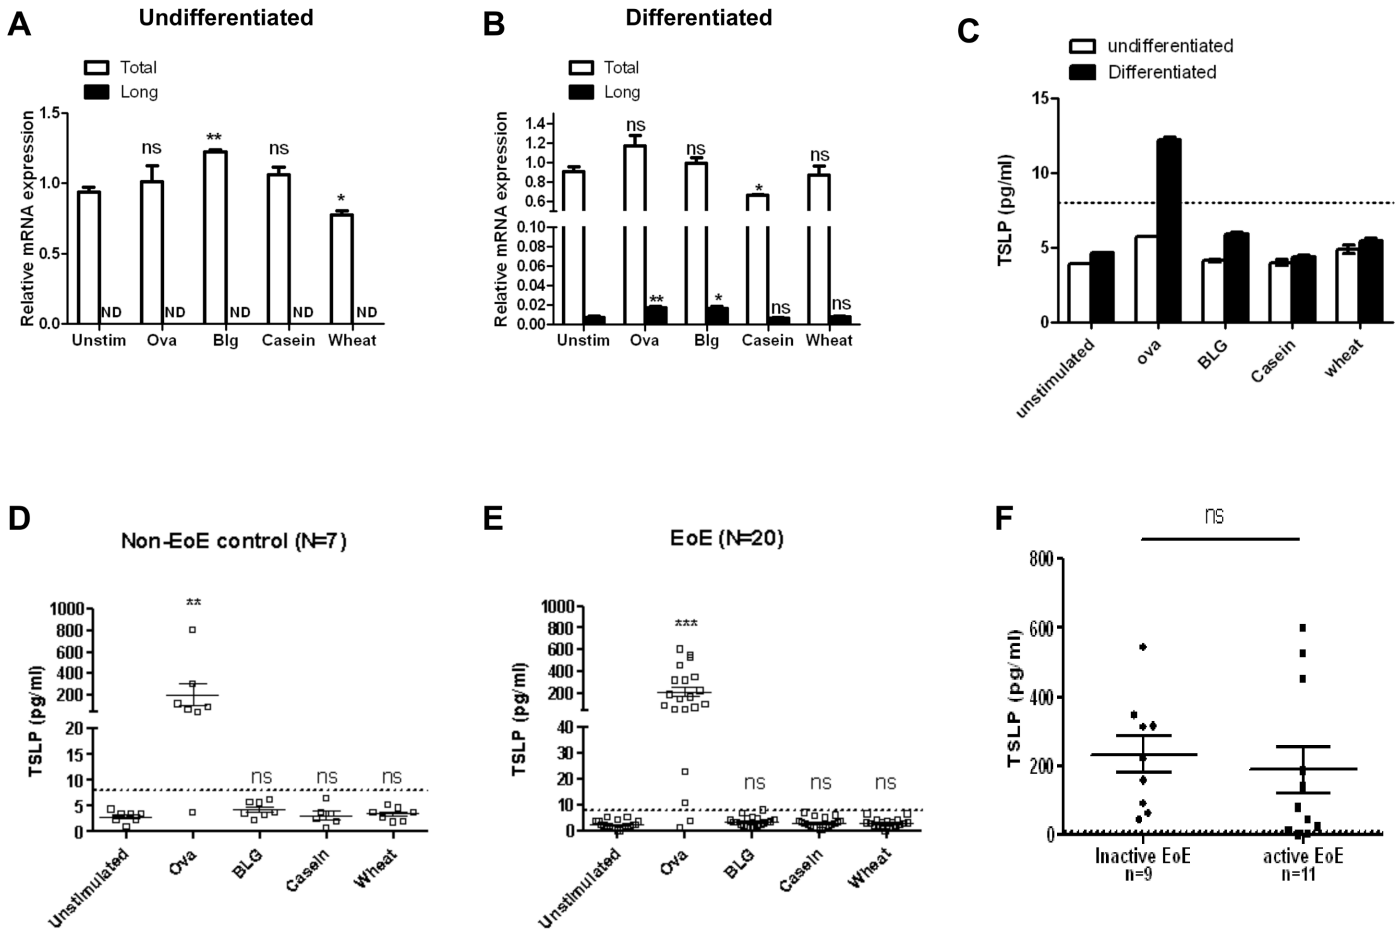 A
Undifferentiated
Total
Long
Relative mRNA expression
1.5
1.0
0.5
0.0
ns
**
ns
*
ND
ND
ND
ND
ND
Unstim
Ova
Blg
Casein
Wheat
B
Differentiated
Total
Long
Relative mRNA expression
1.4
1.2
1.0
0.8
0.6
0.10
0.08
0.06
0.04
0.02
0.00
ns
ns
*
ns
**
*
ns
ns
Unstim
Ova
Blg
Casein
Wheat
C
undifferentiated
Differentiated
TSLP (pg/ml)
15
10
5
0
unstimulated
ova
BLG
Casein
wheat
D
Non-EoE control (N=7)
TSLP (pg/ml)
1000
800
600
400
200
20
15
10
5
0
**
ns
ns
ns
Unstimulated
Ova
BLG
Casein
Wheat
E
EoE (N=20)
TSLP (pg/ml)
1000
800
600
400
200
40
30
20
10
0
***
ns
ns
ns
Unstimulated
Ova
BLG
Casein
Wheat
F
ns
TSLP (pg/ml)
800
600
400
200
0
Inactive EoE
n=9
active EoE
n=11